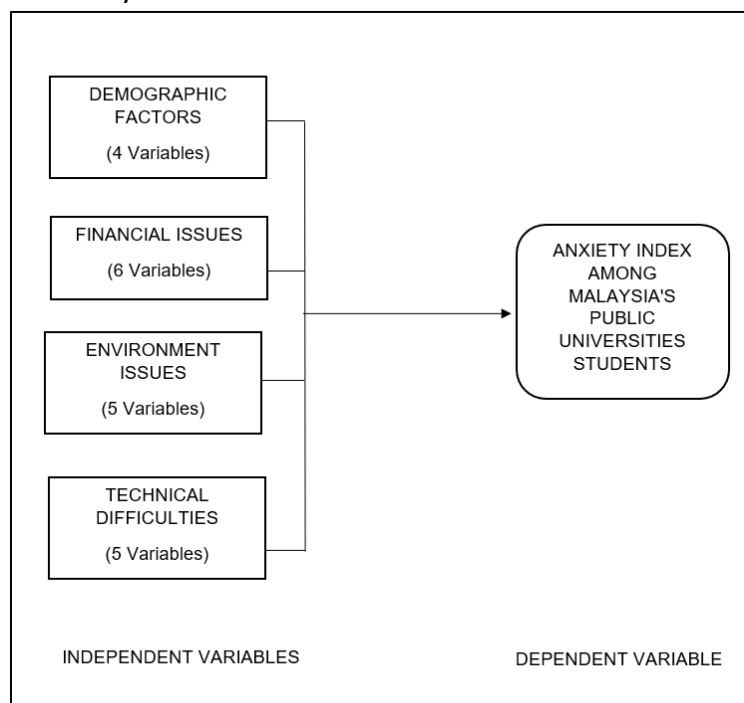 DEMOGRAPHIC
FACTORS
(4 Variables)
FINANCIAL ISSUES
(6 Variables)
ENVIRONMENT
ISSUES
(5 Variables)
TECHNICAL
DIFFICULTIES
(5 Variables)
ANXIETY INDEX
AMONG
MALAYSIA'S
PUBLIC
UNIVERSITIES
STUDENTS
INDEPENDENT VARIABLES
DEPENDENT VARIABLE